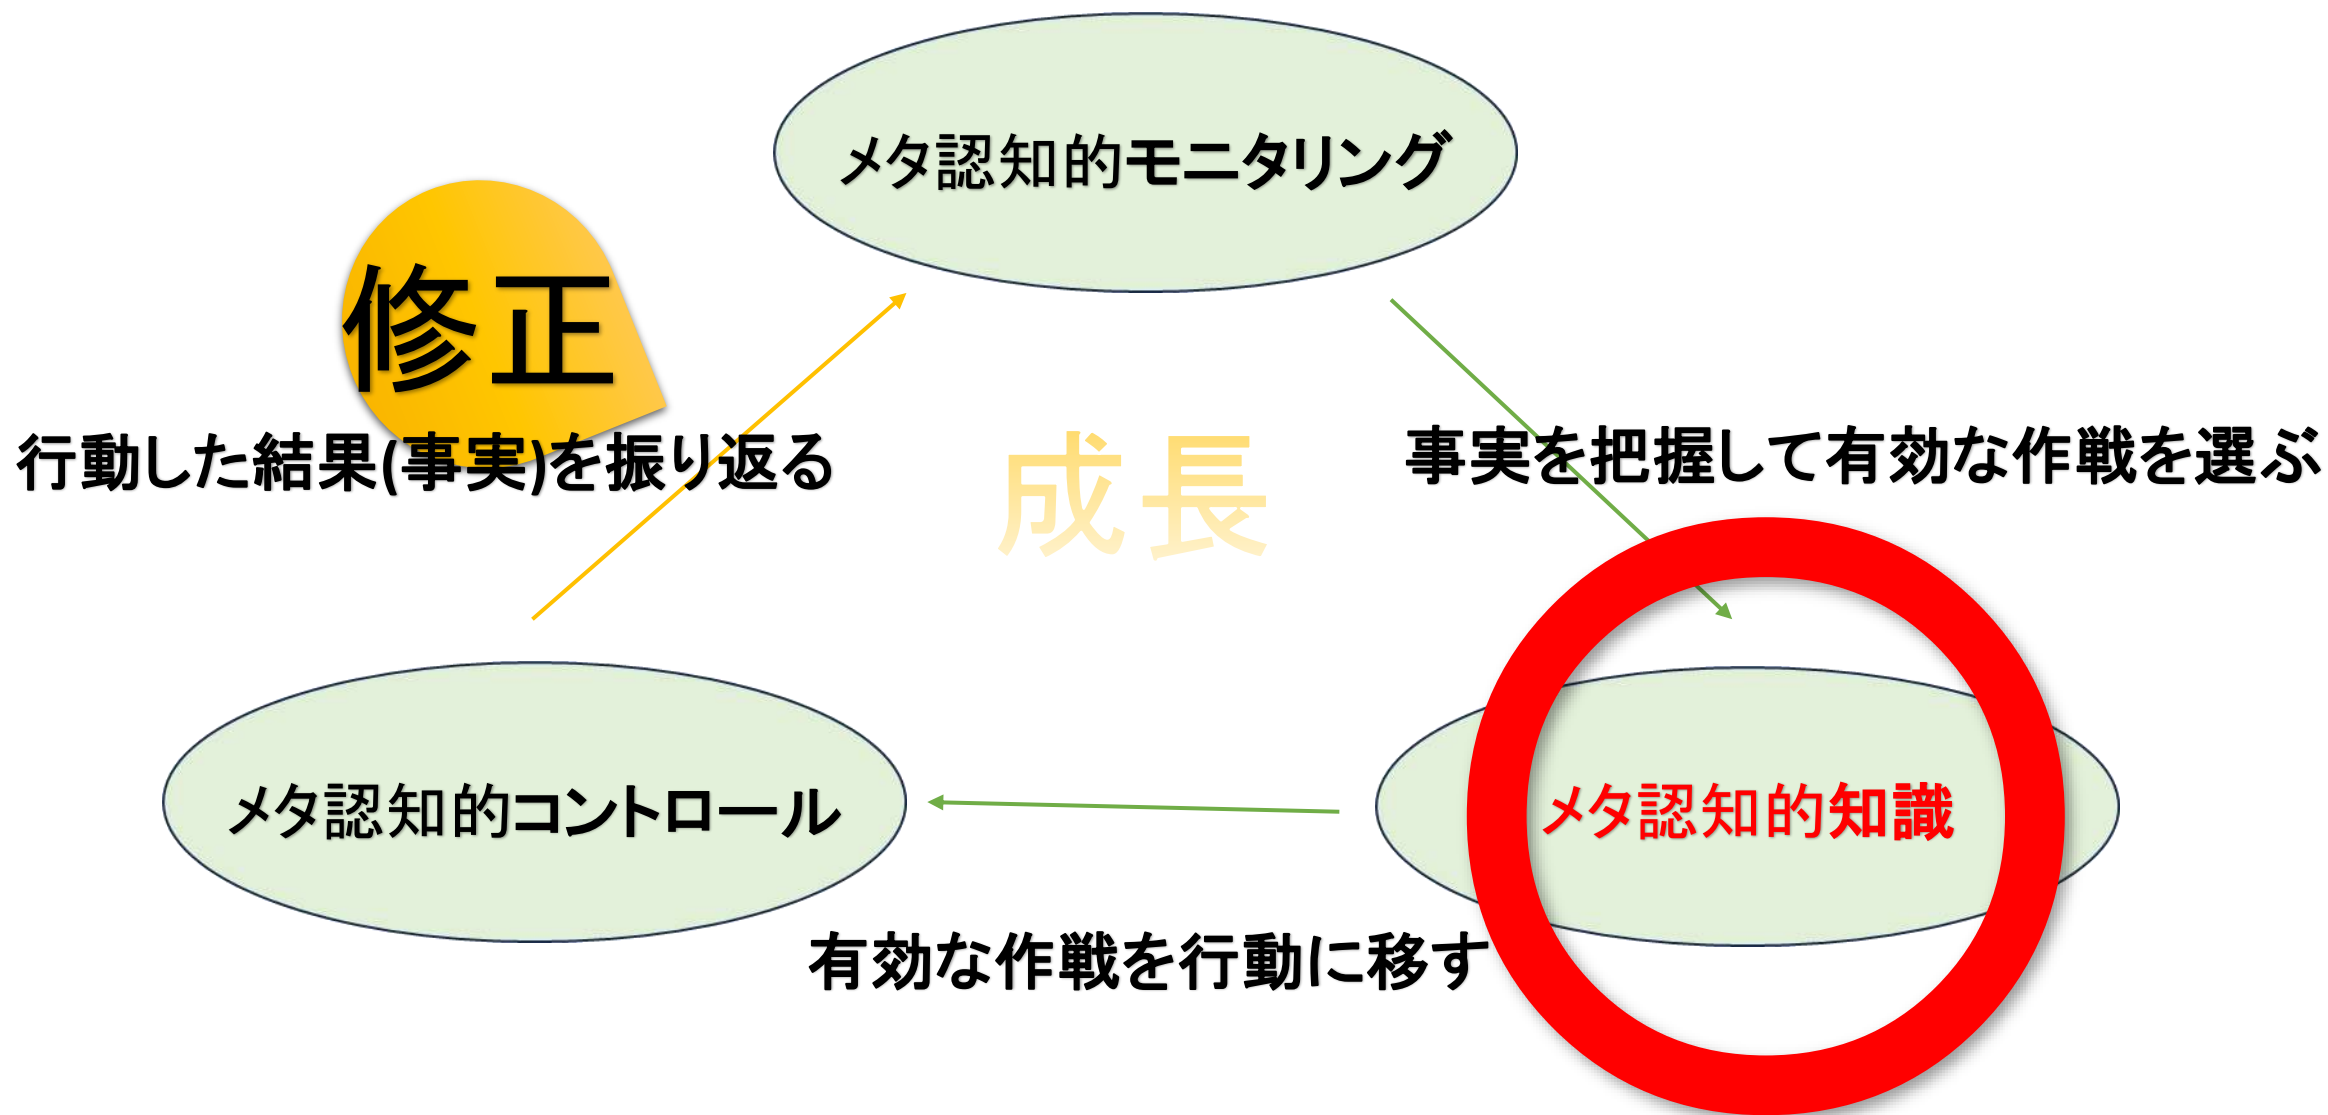 メタ認知的モニタリング
修正
行動した結果(事実)を振り返る
成長
事実を把握して有効な作戦を選ぶ
メタ認知的コントロール
メタ認知的知識
有効な作戦を行動に移す